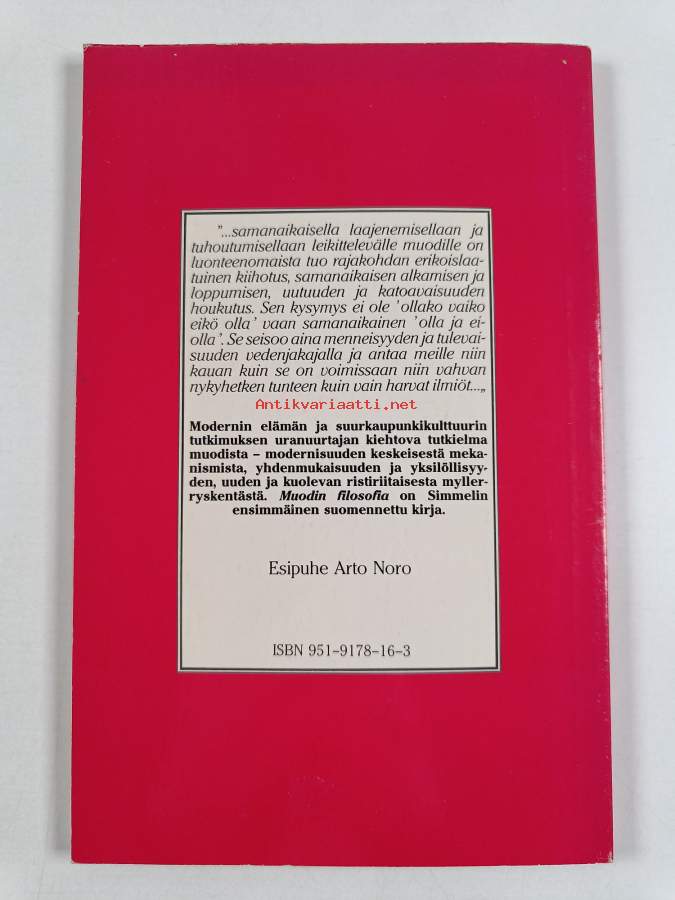 "...samanaikaisella laajenemisellaan ja
tuhoutumisellaan leikittelevälle muodille on
luonteenomaista tuo rajakohdan erikoislaa-
tuinen kiihotus, samanaikaisen alkamisen ja
loppumisen, uutuuden ja katoavaisuuden
houkutus. Sen kysymys ei ole 'ollako vaiko
eikö olla' vaan samanaikainen 'olla ja ei-
olla'. Se seisoo aina menneisyyden ja tulevai-
suuden vedenjakajalla ja antaa meille niin
kauan kuin se on voimissaan niin vahvan
nykyhetken tunteen kuin vain harvat ilmiöt...„
Antikvariaatti.net
Modernin elämän ja suurkaupunkikulttuurin
tutkimuksen uranuurtajan kiehtova tutkielma
muodista – modernisuuden keskeisestä meka-
nismista, yhdenmukaisuuden ja yksilöllisyy-
den, uuden ja kuolevan ristiriitaisesta myller-
ryskentästä. Muodin filosofia on Simmelin
ensimmäinen suomennettu kirja.
Esipuhe Arto Noro
ISBN 951–9178–16–3